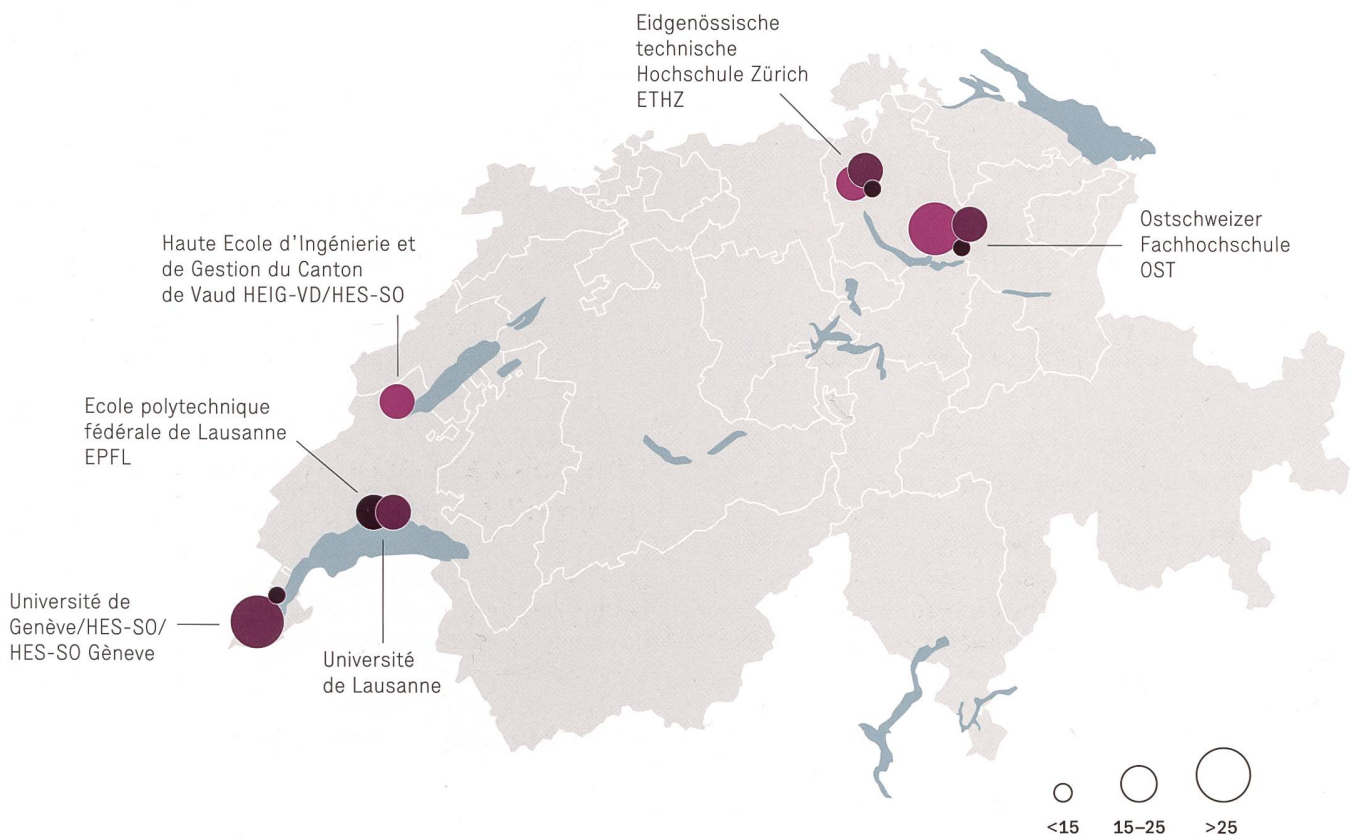 Eidgenössische
technische
Hochschule Zürich
ETHZ
Ostschweizer
Fachhochschule
OST
Haute Ecole d'Ingénierie et
de Gestion du Canton
de Vaud HEIG-VD/HES-SO
Ecole polytechnique
fédérale de Lausanne
EPFL
Université de
Genève/HES-SO/
HES-SO Gèneve
Université
de Lausanne
<15 15–25 >25